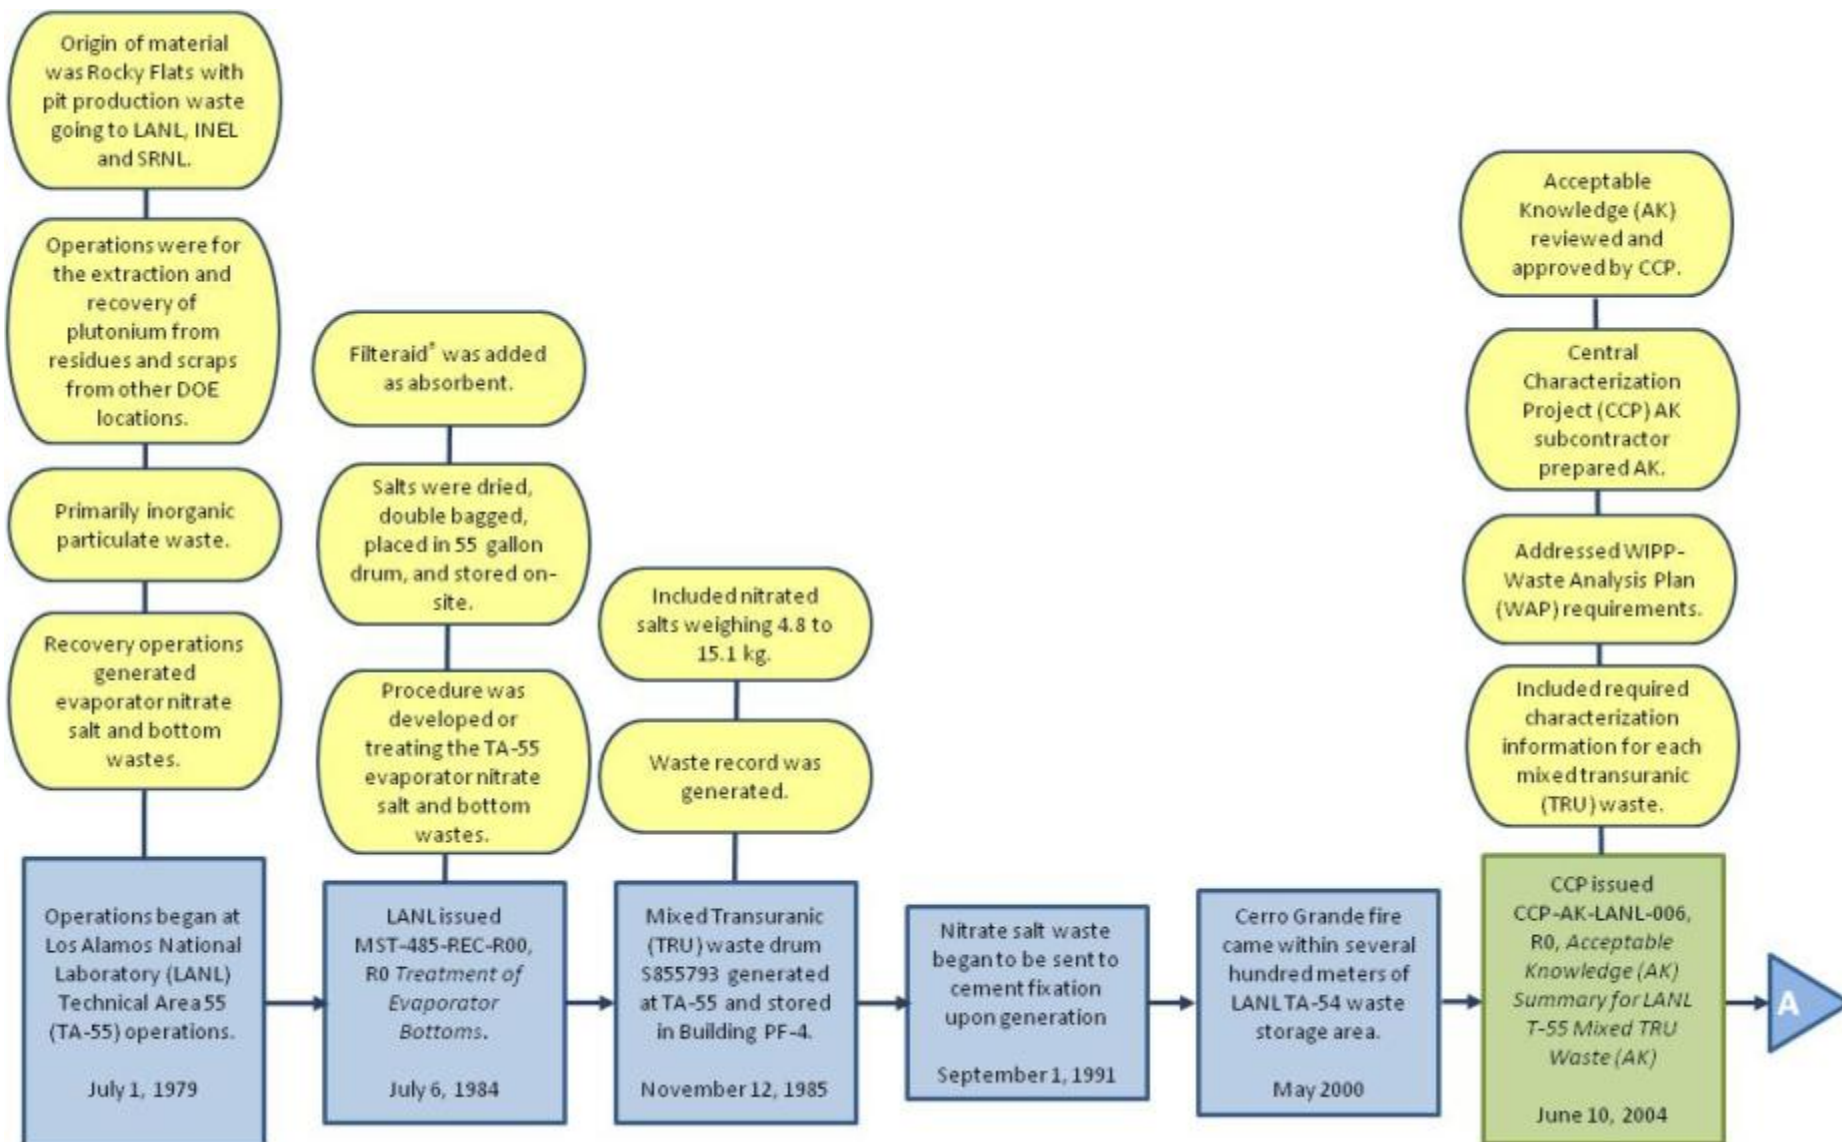 Origin of material
was Rocky Flats with
pit production waste
going to LANL, INEL
and SRNL.
Operations were for
the extraction and
recovery of
plutonium from
residues and scraps
from other DOE
locations.
Primarily inorganic
particulate waste.
Recovery operations
generated
evaporator nitrate
salt and bottom
wastes.
Operations began at
Los Alamos National
Laboratory (LANL)
Technical Area 55
(TA-55) operations.
July 1, 1979
Filteraid® was added
as absorbent.
Salts were dried,
double bagged,
placed in 55 gallon
drum, and stored on-
site.
Procedure was
developed or
treating the TA-55
evaporator nitrate
salt and bottom
wastes.
LANL issued
MST-485-REC-R00,
R0 Treatment of
Evaporator
Bottoms.
July 6, 1984
Included nitrated
salts weighing 4.8 to
15.1 kg.
Waste record was
generated.
Mixed Transuranic
(TRU) waste drum
S855793 generated
at TA-55 and stored
in Building PF-4.
November 12, 1985
Nitrate salt waste
began to be sent to
cement fixation
upon generation
September 1, 1991
Cerro Grande fire
came within several
hundred meters of
LANL TA-54 waste
storage area.
May 2000
Acceptable
Knowledge (AK)
reviewed and
approved by CCP.
Central
Characterization
Project (CCP) AK
subcontractor
prepared AK.
Addressed WIPP-
Waste Analysis Plan
(WAP) requirements.
Included required
characterization
information for each
mixed transuranic
(TRU) waste.
CCP issued
CCP-AK-LANL-006,
R0, Acceptable
Knowledge (AK)
Summary for LANL
T-55 Mixed TRU
Waste (AK)
June 10, 2004
A